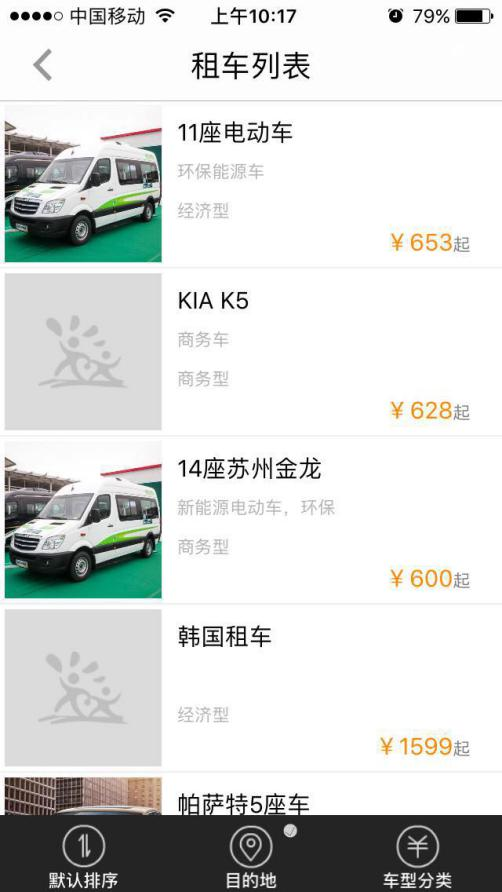 中国移动 上午10:17 79%
租车列表
11座电动车
环保能源车
经济型
¥653起
KIA K5
商务车
商务型
¥628起
14座苏州金龙
新能源电动车，环保
商务型
¥600起
韩国租车
经济型
¥1599起
帕萨特5座车
默认排序 目的地 车型分类